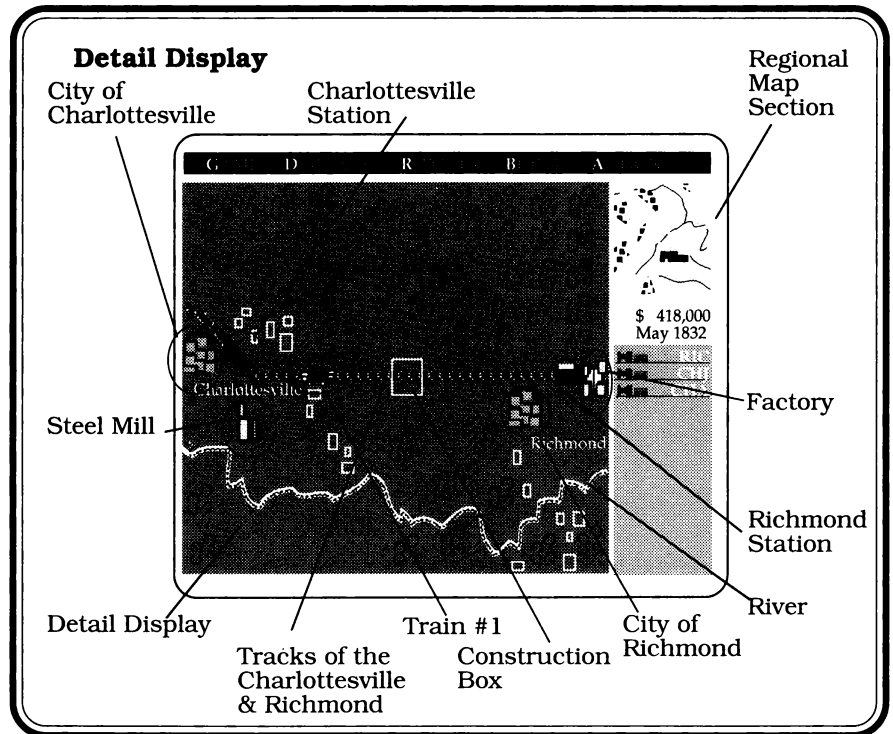 Detail Display
City of
Charlottesville
Charlottesville
Station
Regional
Map
Section
G D R B A
$ 418,000
May 1832
Charlottesville
Richmond
Steel Mill
Factory
Richmond
Station
River
City of
Richmond
Detail Display
Train #1
Construction
Box
Tracks of the
Charlottesville
& Richmond